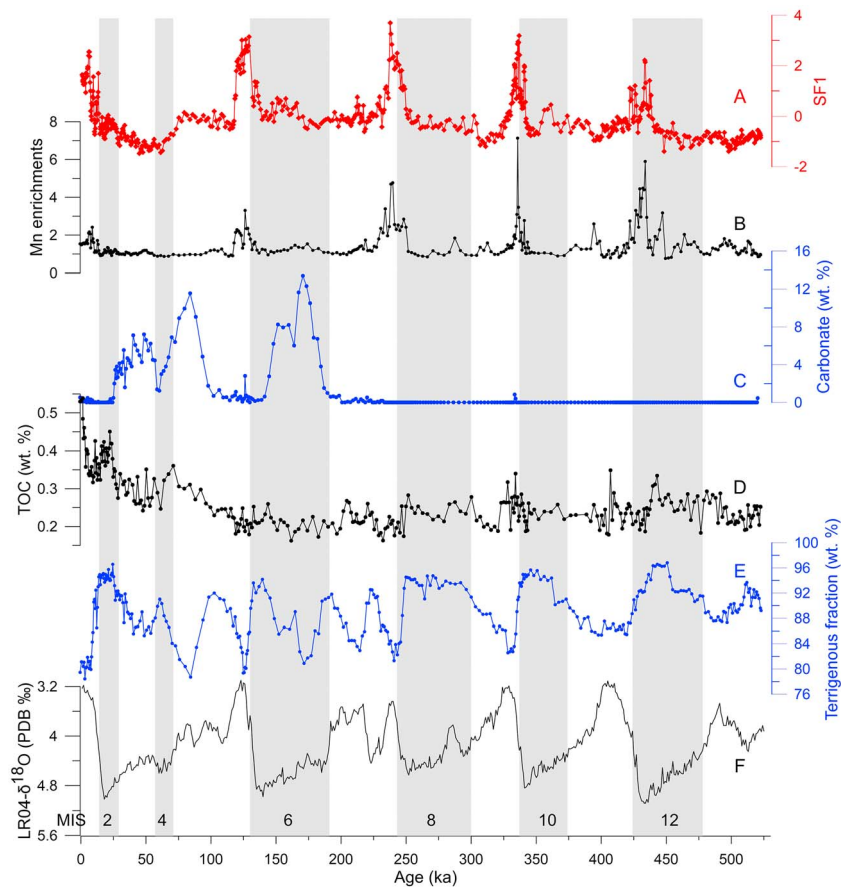 4
2
0
-2
SF1
A
8
6
4
2
0
Mn enrichments
B
16
12
8
4
0
Carbonate (wt. %)
C
0.5
0.4
0.3
0.2
TOC (wt. %)
D
100
96
92
88
84
80
76
Terrigenous fraction (wt. %)
E
3.2
4
4.8
5.6
LR04-δ18O (PDB ‰)
F
MIS 2 4 6 8 10 12
0 50 100 150 200 250 300 350 400 450 500
Age (ka)